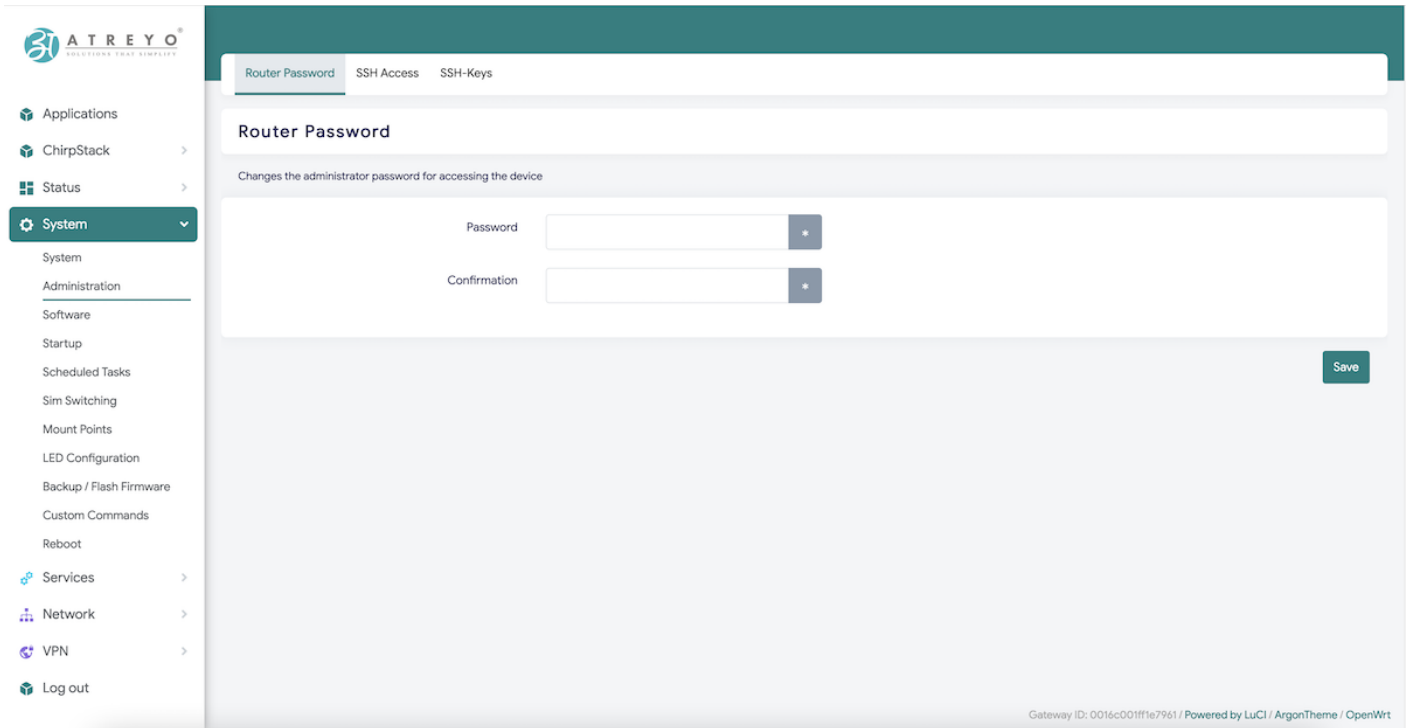 ATREYO®
SOLUTIONS THAT SIMPLIFY
Applications
ChirpStack
Status
System
System
Administration
Software
Startup
Scheduled Tasks
Sim Switching
Mount Points
LED Configuration
Backup / Flash Firmware
Custom Commands
Reboot
Services
Network
VPN
Log out
Router Password SSH Access SSH-Keys
Router Password
Changes the administrator password for accessing the device
Password *
Confirmation *
Save
Gateway ID: 0016c001ff1e7961 / Powered by LuCI / ArgonTheme / OpenWrt